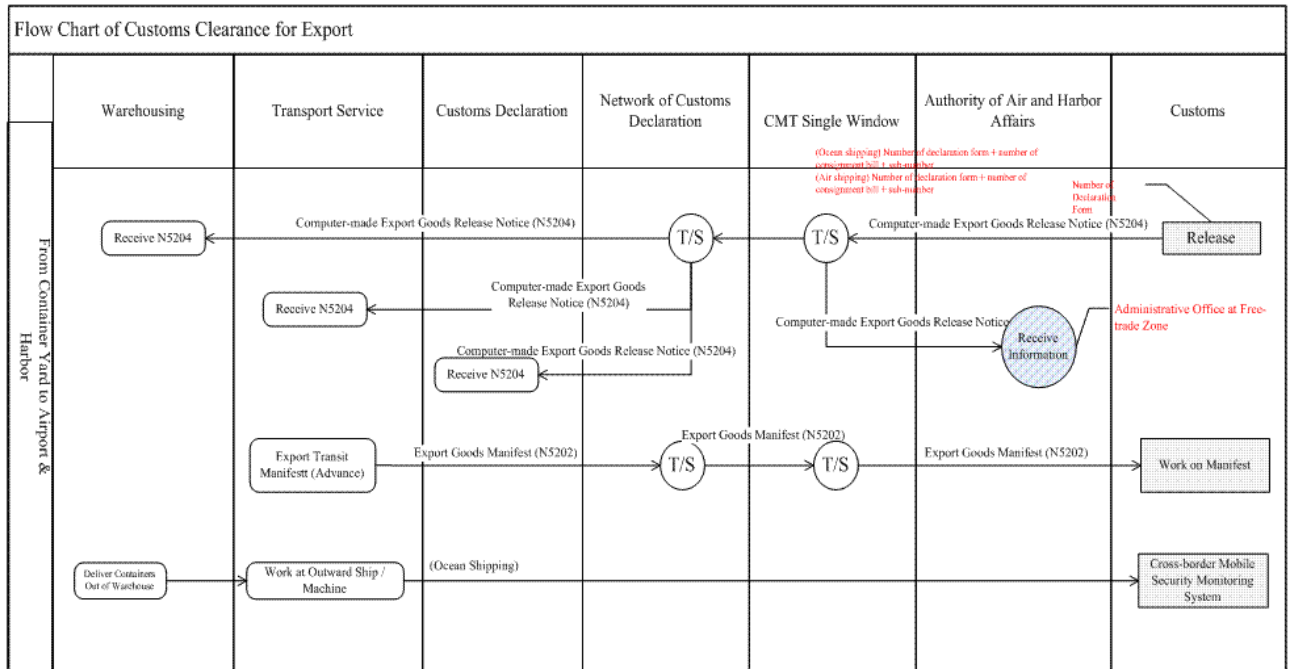 Flow Chart of Customs Clearance for Export
Warehousing
Transport Service
Customs Declaration
Network of Customs
Declaration
CMT Single Window
Authority of Air and Harbor
Affairs
Customs
From Container Yard to Airport &
Harbor
(Ocean shipping) Number of declaration form + number of
consignment bill + sub-number
(Air shipping) Number of declaration form + number of
consignment bill + sub-number
Number of
Declaration
Form
Receive N5204
Computer-made Export Goods Release Notice (N5204)
T/S
T/S
Computer-made Export Goods Release Notice (N5204)
Release
Receive N5204
Computer-made Export Goods
Release Notice (N5204)
Computer-made Export Goods Release Notice
Receive
Information
Administrative Office at Free-
trade Zone
Computer-made Export Goods Release Notice (N5204)
Receive N5204
Export Transit
Manifestt (Advance)
Export Goods Manifest (N5202)
T/S
Export Goods Manifest (N5202)
T/S
Export Goods Manifest (N5202)
Work on Manifest
Deliver Containers
Out of Warehouse
Work at Outward Ship /
Machine
(Ocean Shipping)
Cross-border Mobile
Security Monitoring
System